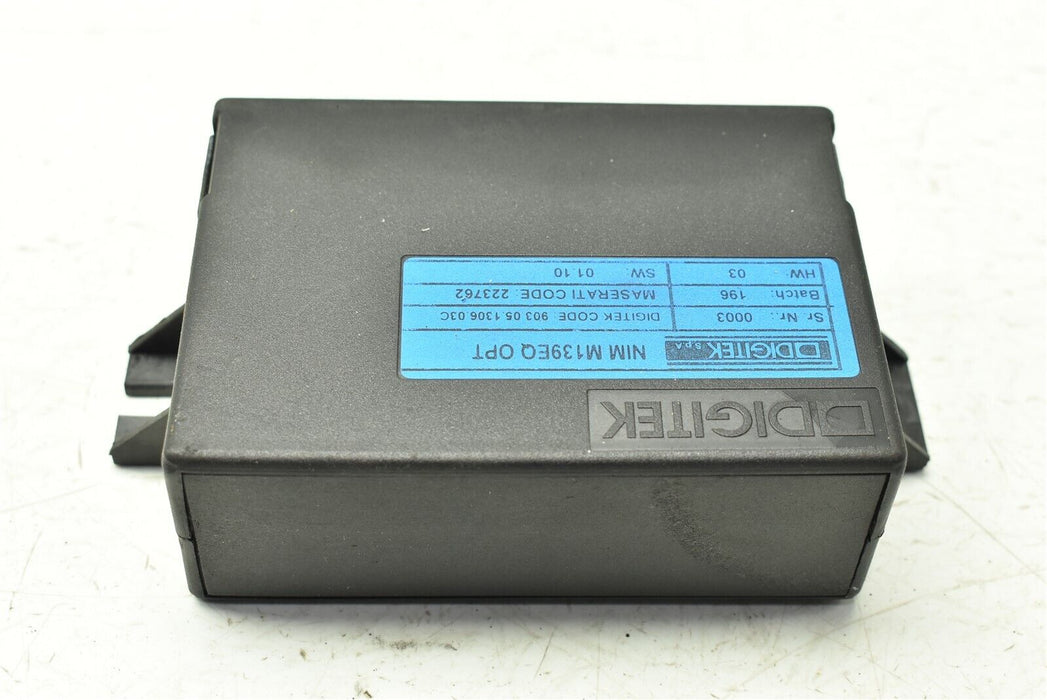 DIGITEK
DIGITEK S.p.A. NIM M139EQ OPT
Sr Nr.: 0003 DIGITEK CODE: 903 05 1306 03C
Batch: 196 MASERATI CODE: 223762
HW: 03 SW: 01.10